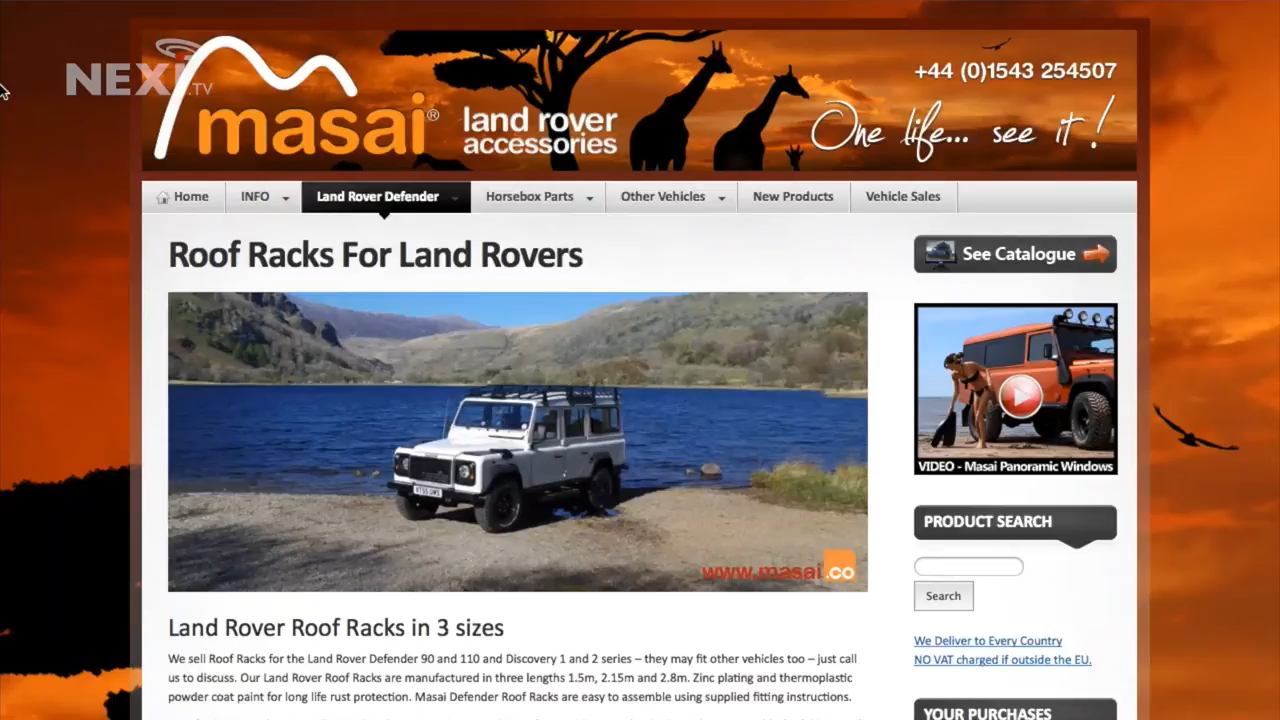 NEXT.TV
masai®
land rover
accessories
+44 (0)1543 254507
One life... see it !
Home
INFO
Land Rover Defender
Horsebox Parts
Other Vehicles
New Products
Vehicle Sales
Roof Racks For Land Rovers
See Catalogue
www.masai.co
VIDEO - Masai Panoramic Windows
PRODUCT SEARCH
Search
We Deliver to Every Country
NO VAT charged if outside the EU.
Land Rover Roof Racks in 3 sizes
We sell Roof Racks for the Land Rover Defender 90 and 110 and Discovery 1 and 2 series – they may fit other vehicles too – just call
us to discuss. Our Land Rover Roof Racks are manufactured in three lengths 1.5m, 2.15m and 2.8m. Zinc plating and thermoplastic
powder coat paint for long life rust protection. Masai Defender Roof Racks are easy to assemble using supplied fitting instructions.
YOUR PURCHASES